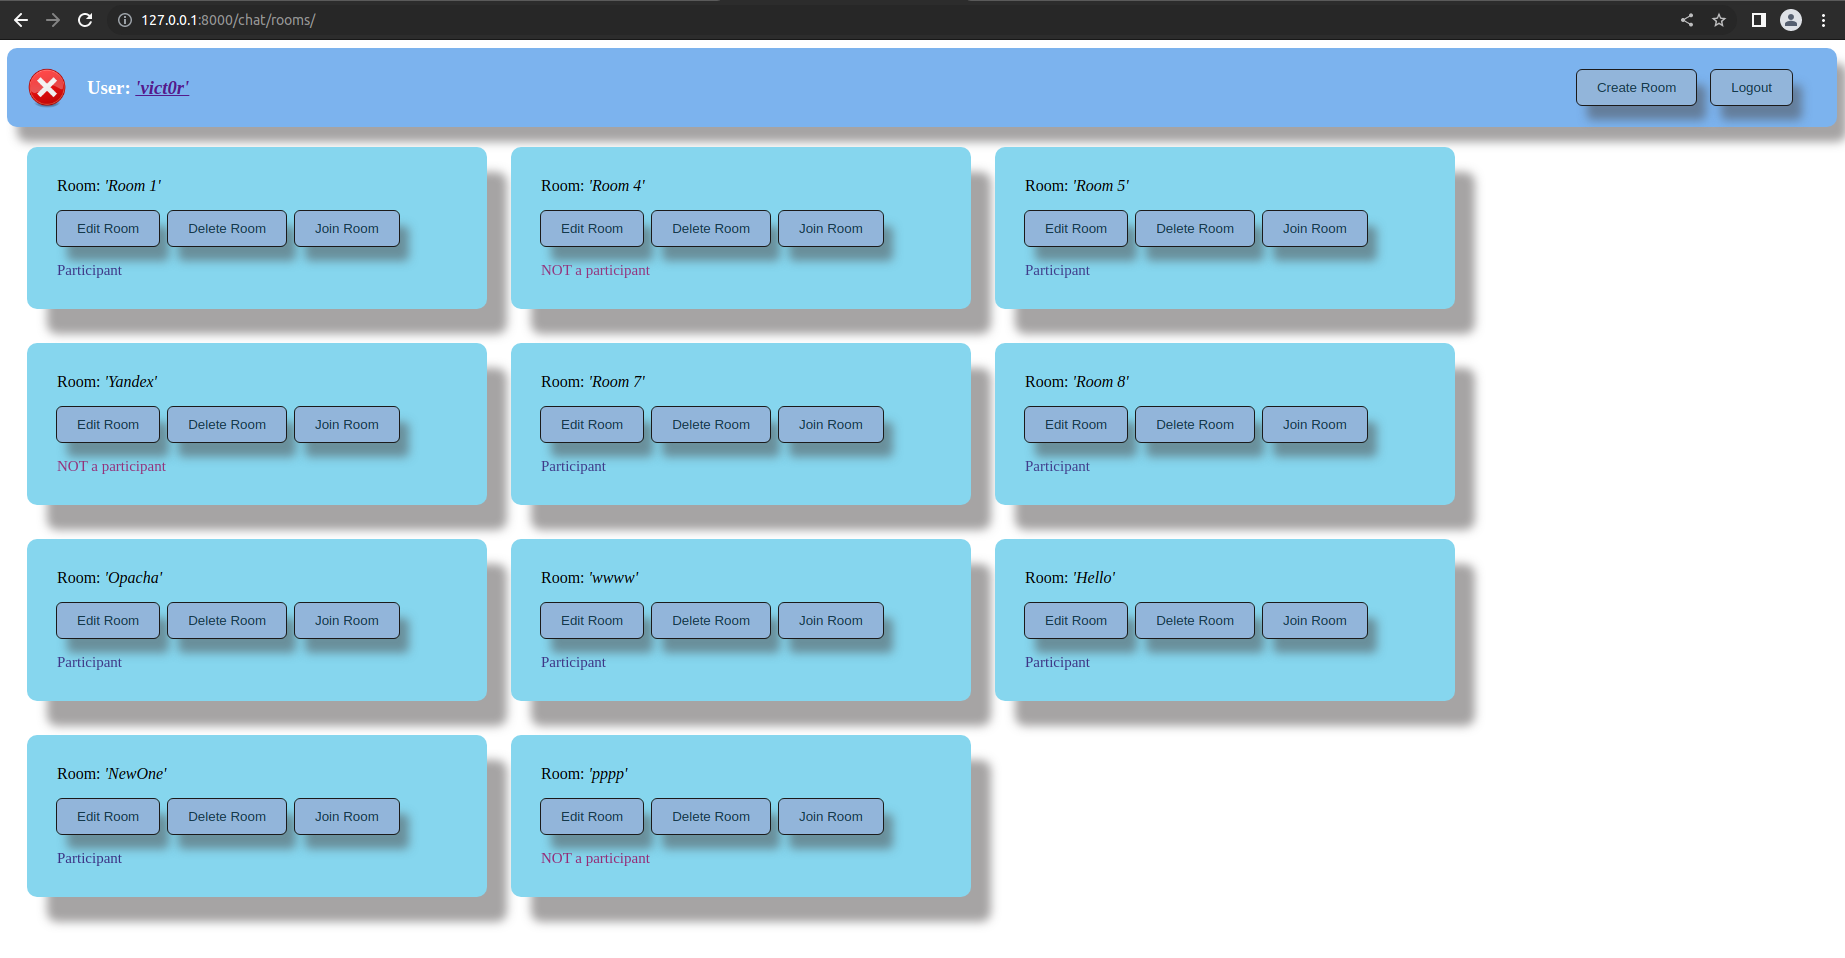 127.0.0.1:8000/chat/rooms/
User: 'vict0r'
Create Room Logout
Room: 'Room 1'
Edit Room Delete Room Join Room
Participant
Room: 'Room 4'
Edit Room Delete Room Join Room
NOT a participant
Room: 'Room 5'
Edit Room Delete Room Join Room
Participant
Room: 'Yandex'
Edit Room Delete Room Join Room
NOT a participant
Room: 'Room 7'
Edit Room Delete Room Join Room
Participant
Room: 'Room 8'
Edit Room Delete Room Join Room
Participant
Room: 'Opacha'
Edit Room Delete Room Join Room
Participant
Room: 'wwww'
Edit Room Delete Room Join Room
Participant
Room: 'Hello'
Edit Room Delete Room Join Room
Participant
Room: 'NewOne'
Edit Room Delete Room Join Room
Participant
Room: 'pppp'
Edit Room Delete Room Join Room
NOT a participant